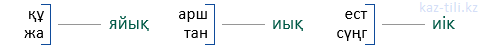 kaz-tili.kz
құ
жа
яйық
арш
тан
иық
ест
сүңг
иік